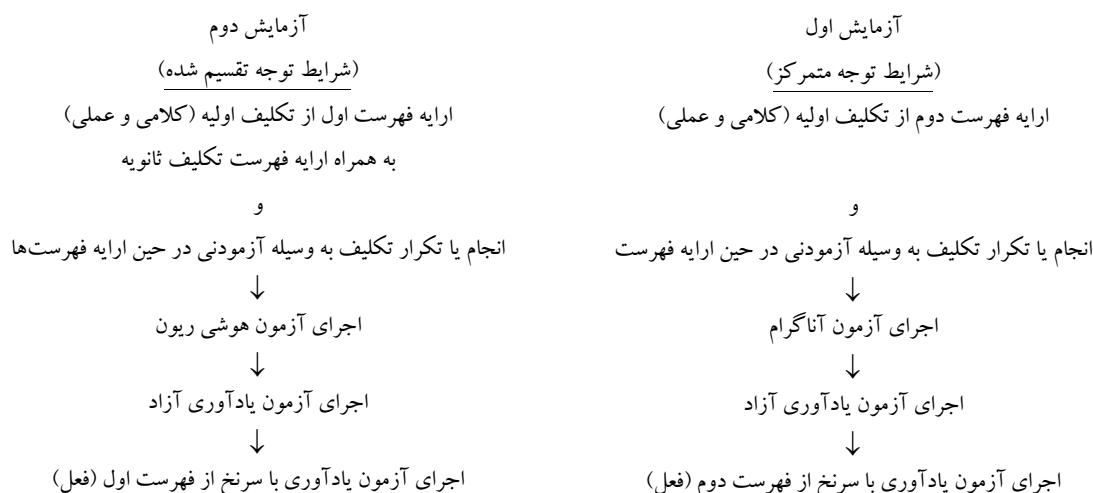 آزمایش اول
(شرایط توجه متمرکز)
ارایه فهرست دوم از تکلیف اولیه (کلامی و عملی)
و
انجام یا تکرار تکلیف به وسیله آزمودنی در حین ارایه فهرست
↓
اجرای آزمون آناگرام
↓
اجرای آزمون یادآوری آزاد
↓
اجرای آزمون یادآوری با سرنخ از فهرست دوم (فعل)
آزمایش دوم
(شرایط توجه تقسیم شده)
ارایه فهرست اول از تکلیف اولیه (کلامی و عملی)
به همراه ارایه فهرست تکلیف ثانویه
و
انجام یا تکرار تکلیف به وسیله آزمودنی در حین ارایه فهرست‌ها
↓
اجرای آزمون هوشی ریون
↓
اجرای آزمون یادآوری آزاد
↓
اجرای آزمون یادآوری با سرنخ از فهرست اول (فعل)